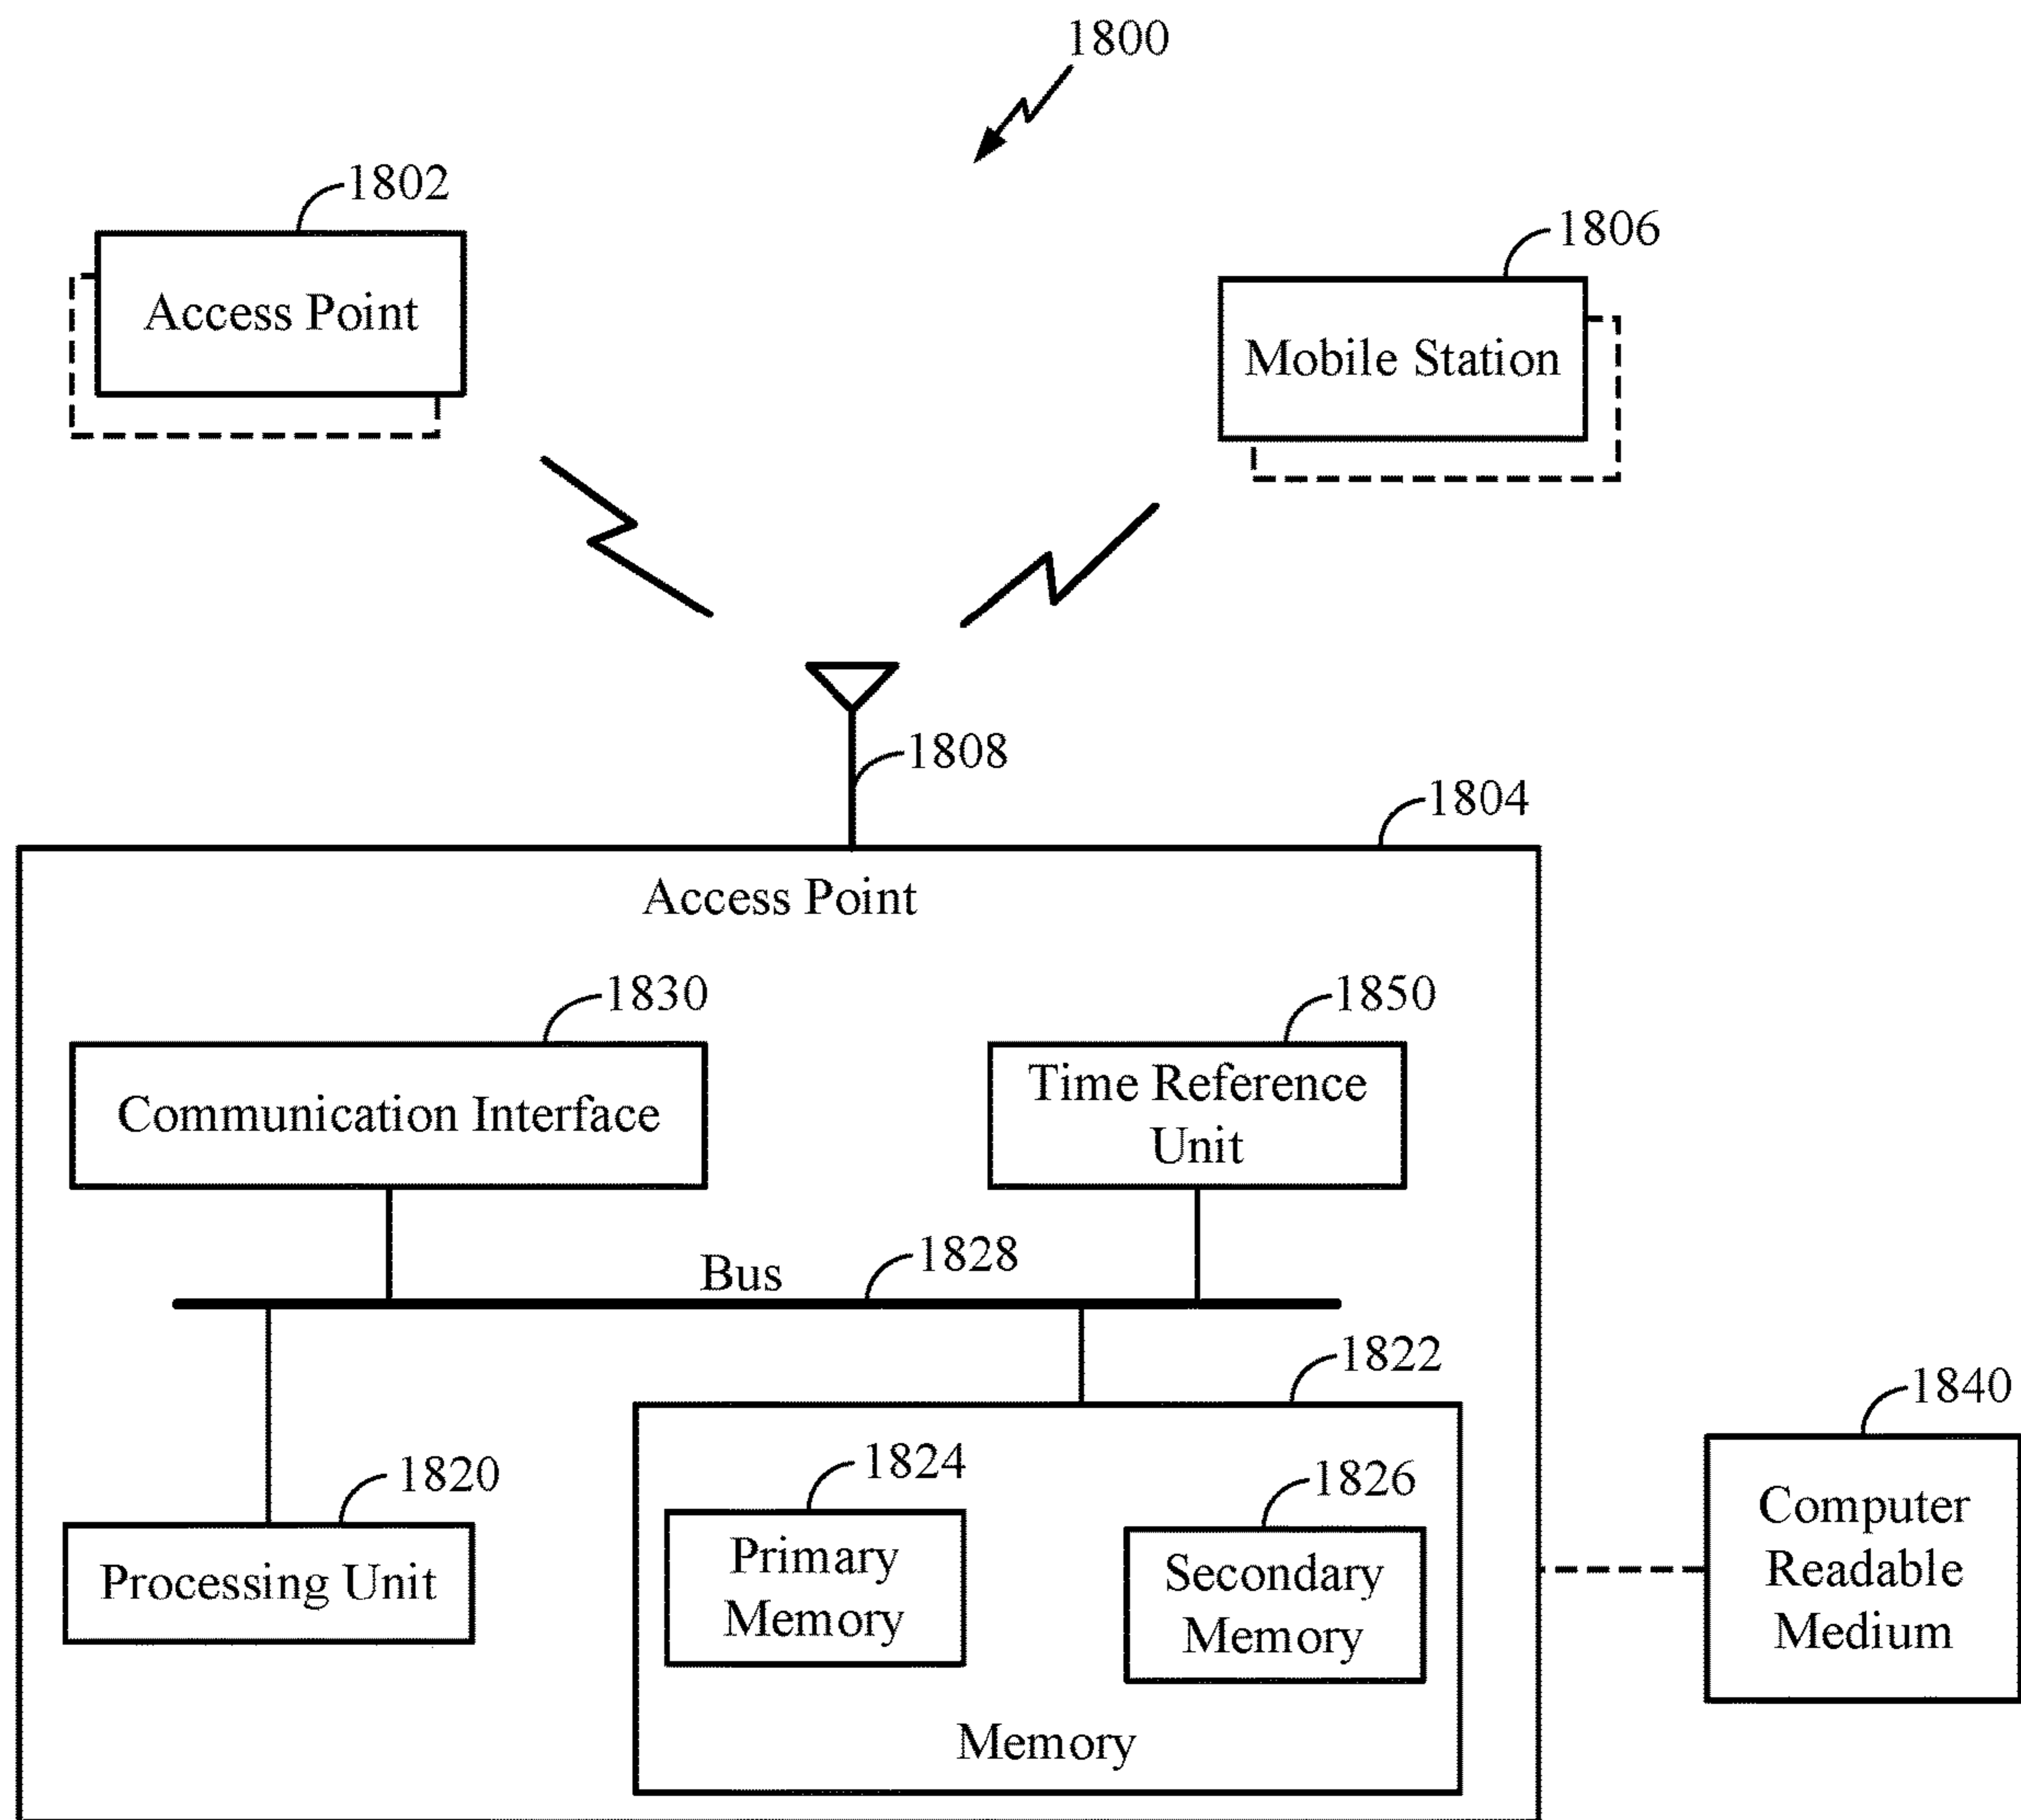 1800
1802
Access Point
1806
Mobile Station
1808
1804
Access Point
1830
Communication Interface
1850
Time Reference
Unit
Bus
1828
1822
1820
Processing Unit
1824
Primary
Memory
1826
Secondary
Memory
Memory
1840
Computer
Readable
Medium